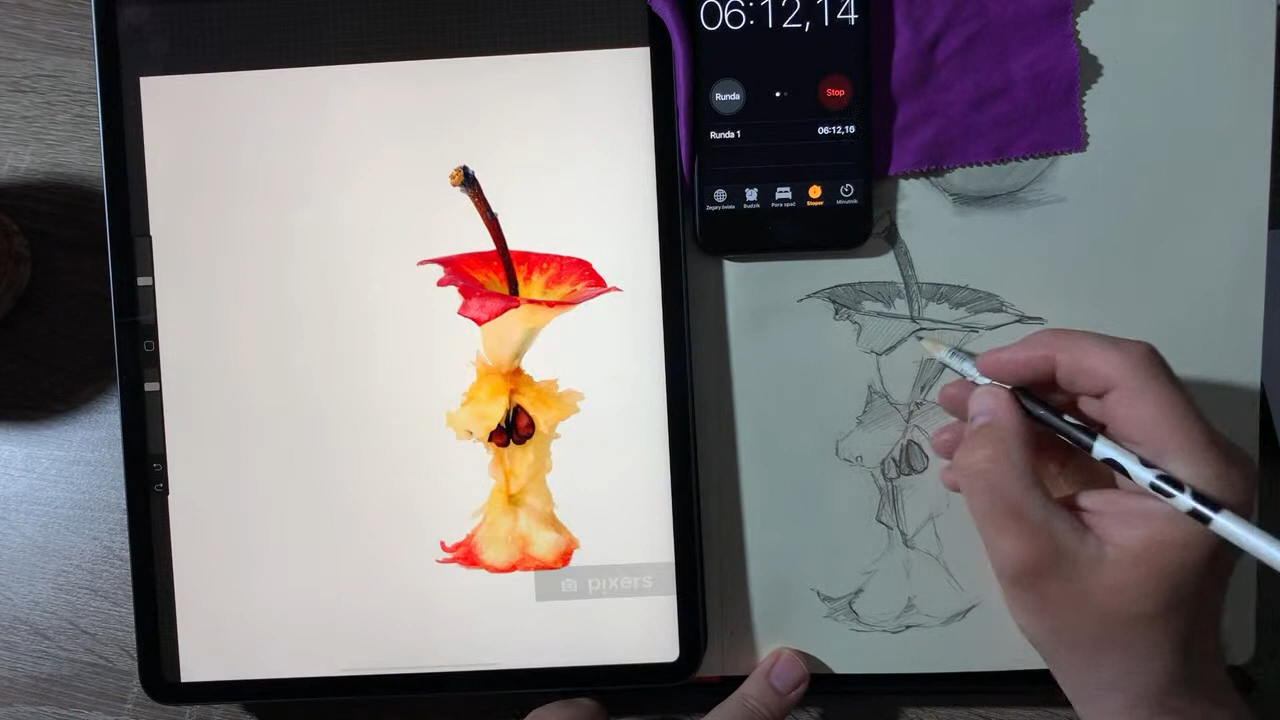 06:12,14
Runda
Stop
Runda 1
06:12,16
Zegary świata
Budzik
Pora spać
Stoper
Minutnik
pixers